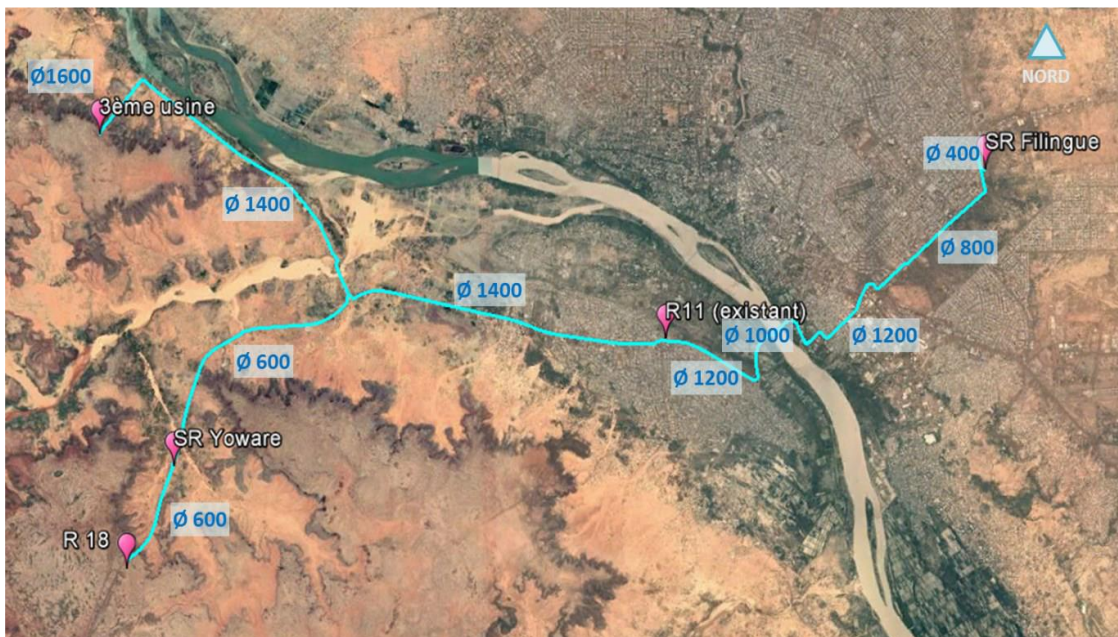 Ø1600
3ème usine
NORD
SR Filingue
Ø 400
Ø 1400
Ø 800
Ø 1400
R11 (existant)
Ø 1000
Ø 1200
Ø 600
Ø 1200
SR Yoware
Ø 600
R 18